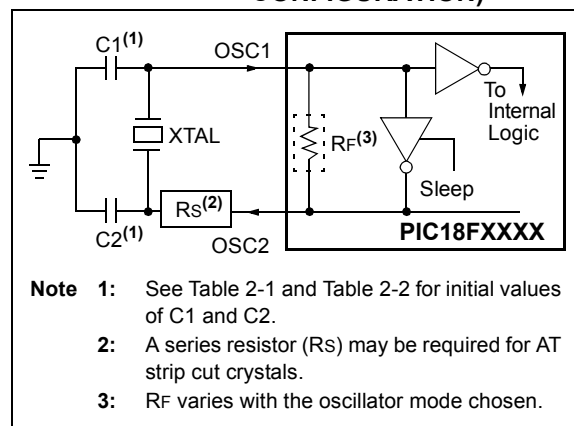 CONFIGURATION)
C1(1)
OSC1
To
Internal
Logic
XTAL
RF(3)
Sleep
RS(2)
C2(1)
OSC2
PIC18FXXXX
Note 1: See Table 2-1 and Table 2-2 for initial values
of C1 and C2.
2: A series resistor (RS) may be required for AT
strip cut crystals.
3: RF varies with the oscillator mode chosen.